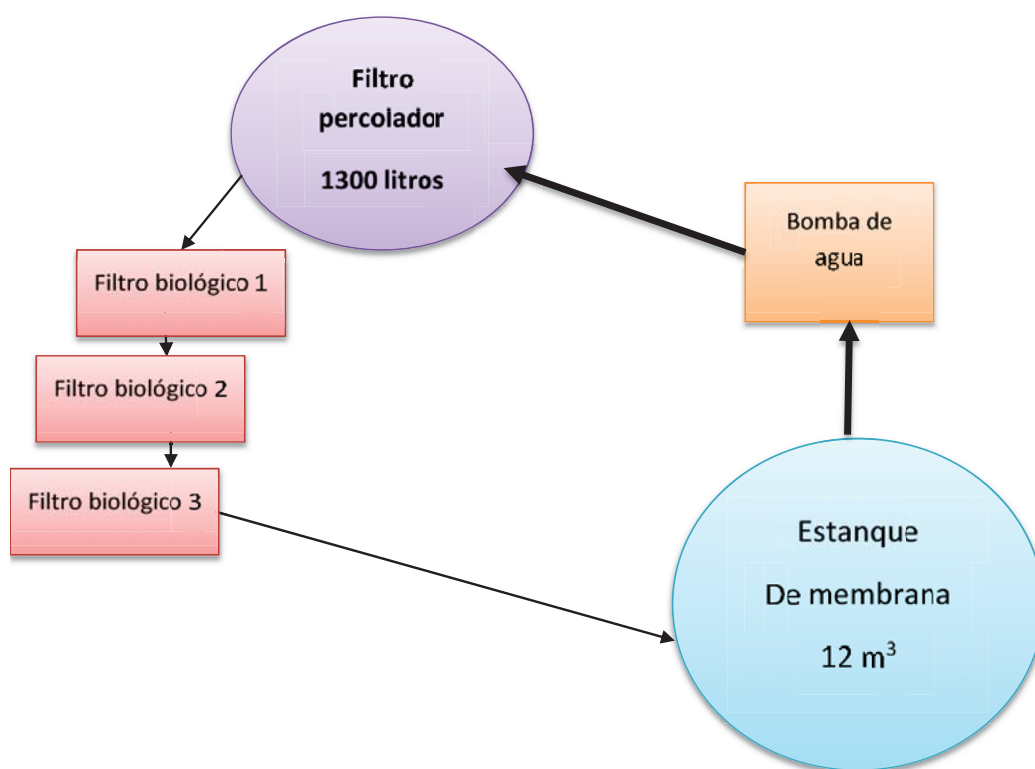 Filtro
percolador
1300 litros
Bomba de
agua
Filtro biológico 1
Filtro biológico 2
Filtro biológico 3
Estanque
De membrana
12 m³